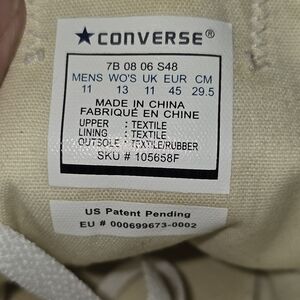 ★CONVERSE®
7B 08 06 S48
MENS WO'S UK EUR CM
11 13 11 45 29.5
MADE IN CHINA
FABRIQUÉ EN CHINE
UPPER : TEXTILE
LINING : TEXTILE
OUTSOLE : TEXTILE/RUBBER
SKU # 105658F
US Patent Pending
EU # 000699673-0002